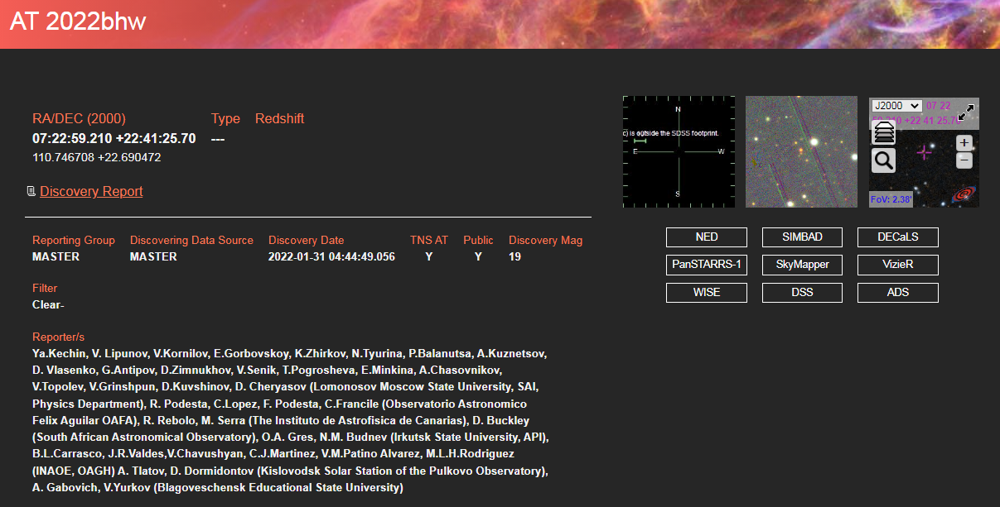 AT 2022bhw
RA/DEC (2000) Type Redshift
07:22:59.210 +22:41:25.70 ---
110.746708 +22.690472
Discovery Report
Reporting Group Discovering Data Source Discovery Date TNS AT Public Discovery Mag
MASTER MASTER 2022-01-31 04:44:49.056 Y Y 19
Filter
Clear-
Reporter/s
Ya.Kechin, V. Lipunov, V.Kornilov, E.Gorbovskoy, K.Zhirkov, N.Tyurina, P.Balanutsa, A.Kuznetsov,
D. Vlasenko, G.Antipov, D.Zimnukhov, V.Senik, T.Pogrosheva, E.Minkina, A.Chasovnikov,
V.Topolev, V.Grinshpun, D.Kuvshinov, D. Cheryasov (Lomonosov Moscow State University, SAI,
Physics Department), R. Podesta, C.Lopez, F. Podesta, C.Francile (Observatorio Astronomico
Felix Aguilar OAFA), R. Rebolo, M. Serra (The Instituto de Astrofisica de Canarias), D. Buckley
(South African Astronomical Observatory), O.A. Gres, N.M. Budnev (Irkutsk State University, API),
B.L.Carrasco, J.R.Valdes,V.Chavushyan, C.J.Martinez, V.M.Patino Alvarez, M.L.H.Rodriguez
(INAOE, OAGH) A. Tlatov, D. Dormidontov (Kislovodsk Solar Station of the Pulkovo Observatory),
A. Gabovich, V.Yurkov (Blagoveschensk Educational State University)
N
is outside the SDSS footprint.
E W
S
J2000 07 22
59.210 +22 41 25.70
+
−
FoV: 2.38'
NED SIMBAD DECaLS
PanSTARRS-1 SkyMapper VizieR
WISE DSS ADS